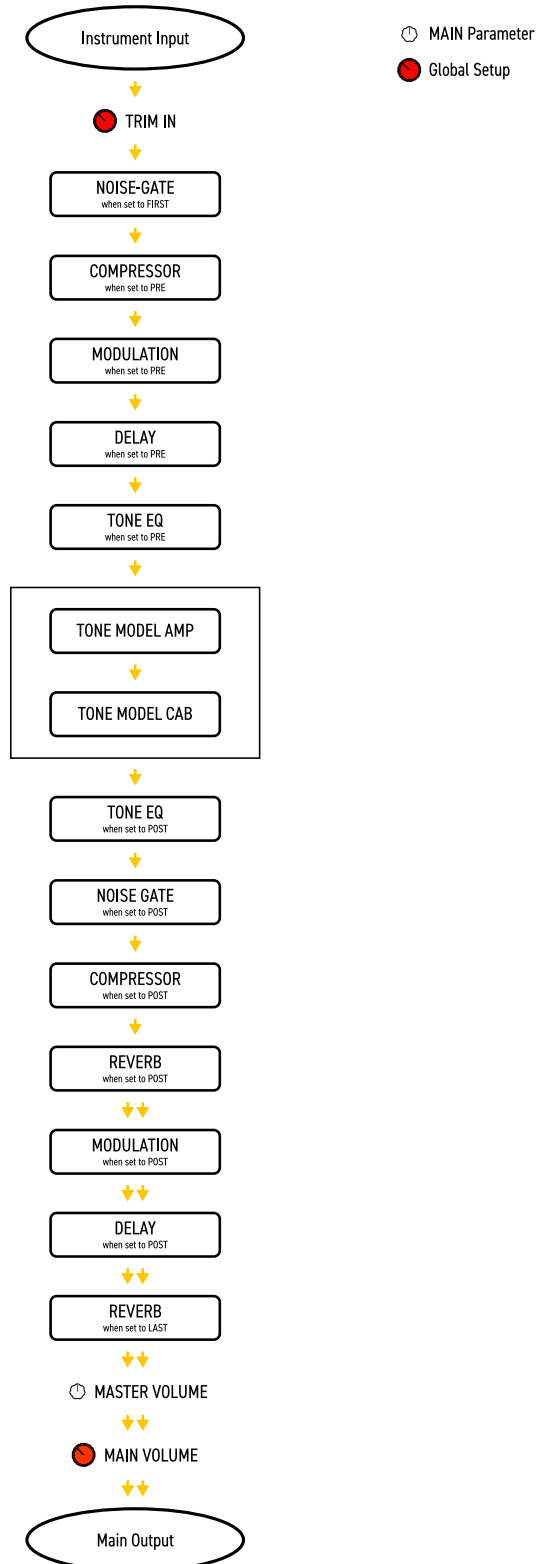 Instrument Input
MAIN Parameter
Global Setup
TRIM IN
NOISE-GATE
when set to FIRST
COMPRESSOR
when set to PRE
MODULATION
when set to PRE
DELAY
when set to PRE
TONE EQ
when set to PRE
TONE MODEL AMP
TONE MODEL CAB
TONE EQ
when set to POST
NOISE GATE
when set to POST
COMPRESSOR
when set to POST
REVERB
when set to POST
MODULATION
when set to POST
DELAY
when set to POST
REVERB
when set to LAST
MASTER VOLUME
MAIN VOLUME
Main Output